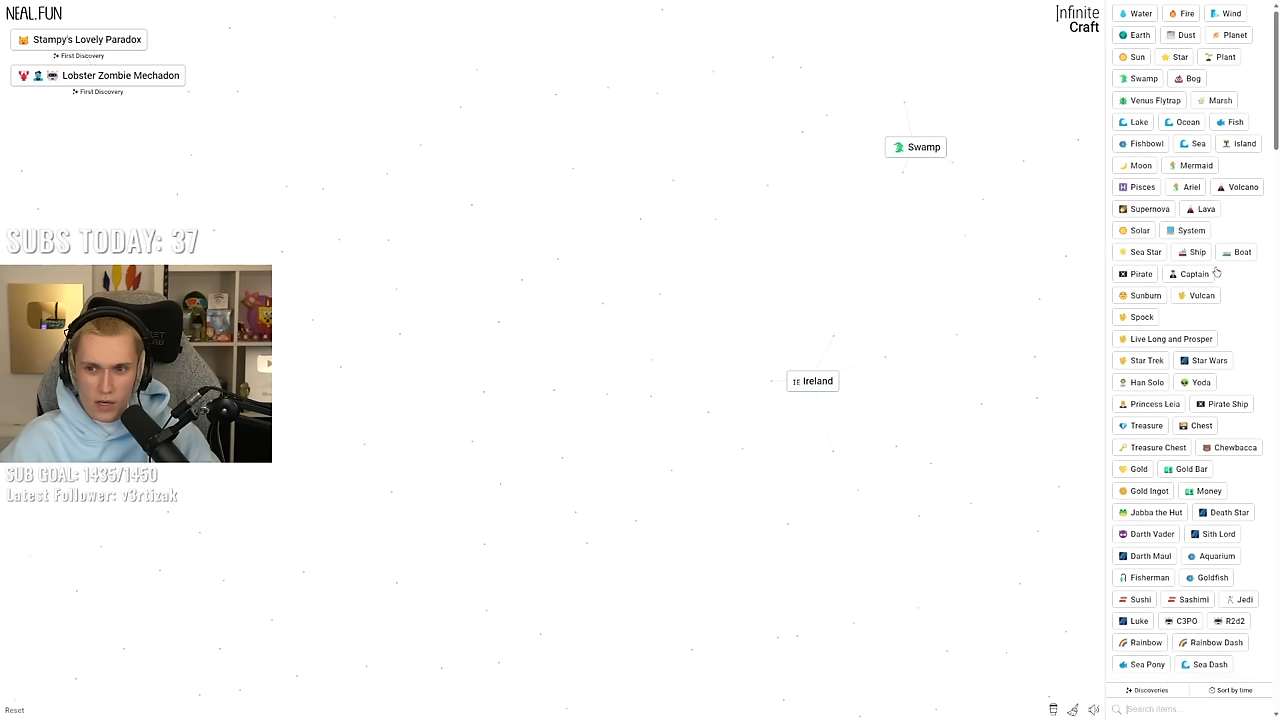 NEAL.FUN
Infinite
Craft
Stampy's Lovely Paradox
First Discovery
Lobster Zombie Mechadon
First Discovery
Swamp
IE Ireland
SUBS TODAY: 37
SUB GOAL: 1435/1450
Latest Follower: v3rtizak
Reset
Water Fire Wind
Earth Dust Planet
Sun Star Plant
Swamp Bog
Venus Flytrap Marsh
Lake Ocean Fish
Fishbowl Sea Island
Moon Mermaid
Pisces Ariel Volcano
Supernova Lava
Solar System
Sea Star Ship Boat
Pirate Captain
Sunburn Vulcan
Spock
Live Long and Prosper
Star Trek Star Wars
Han Solo Yoda
Princess Leia Pirate Ship
Treasure Chest
Treasure Chest Chewbacca
Gold Gold Bar
Gold Ingot Money
Jabba the Hut Death Star
Darth Vader Sith Lord
Darth Maul Aquarium
Fisherman Goldfish
Sushi Sashimi Jedi
Luke C3PO R2d2
Rainbow Rainbow Dash
Sea Pony Sea Dash
Discoveries Sort by time
Search items...